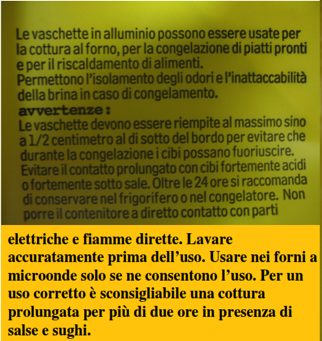 Le vaschette in alluminio possono essere usate per
la cottura al forno, per la congelazione di piatti pronti
e per il riscaldamento di alimenti.
Permettono l'isolamento degli odori e l'inattaccabilità
della brina in caso di congelamento.
avvertenze:
Le vaschette devono essere riempite al massimo sino
a 1/2 centimetro al di sotto del bordo per evitare che
durante la congelazione i cibi possano fuoriuscire.
Evitare il contatto prolungato con cibi fortemente acidi
o fortemente sotto sale. Oltre le 24 ore si raccomanda
di conservare nel frigorifero o nel congelatore. Non
porre il contenitore a diretto contatto con parti
elettriche e fiamme dirette. Lavare
accuratamente prima dell'uso. Usare nei forni a
microonde solo se ne consentono l'uso. Per un
uso corretto è sconsigliabile una cottura
prolungata per più di due ore in presenza di
salse e sughi.